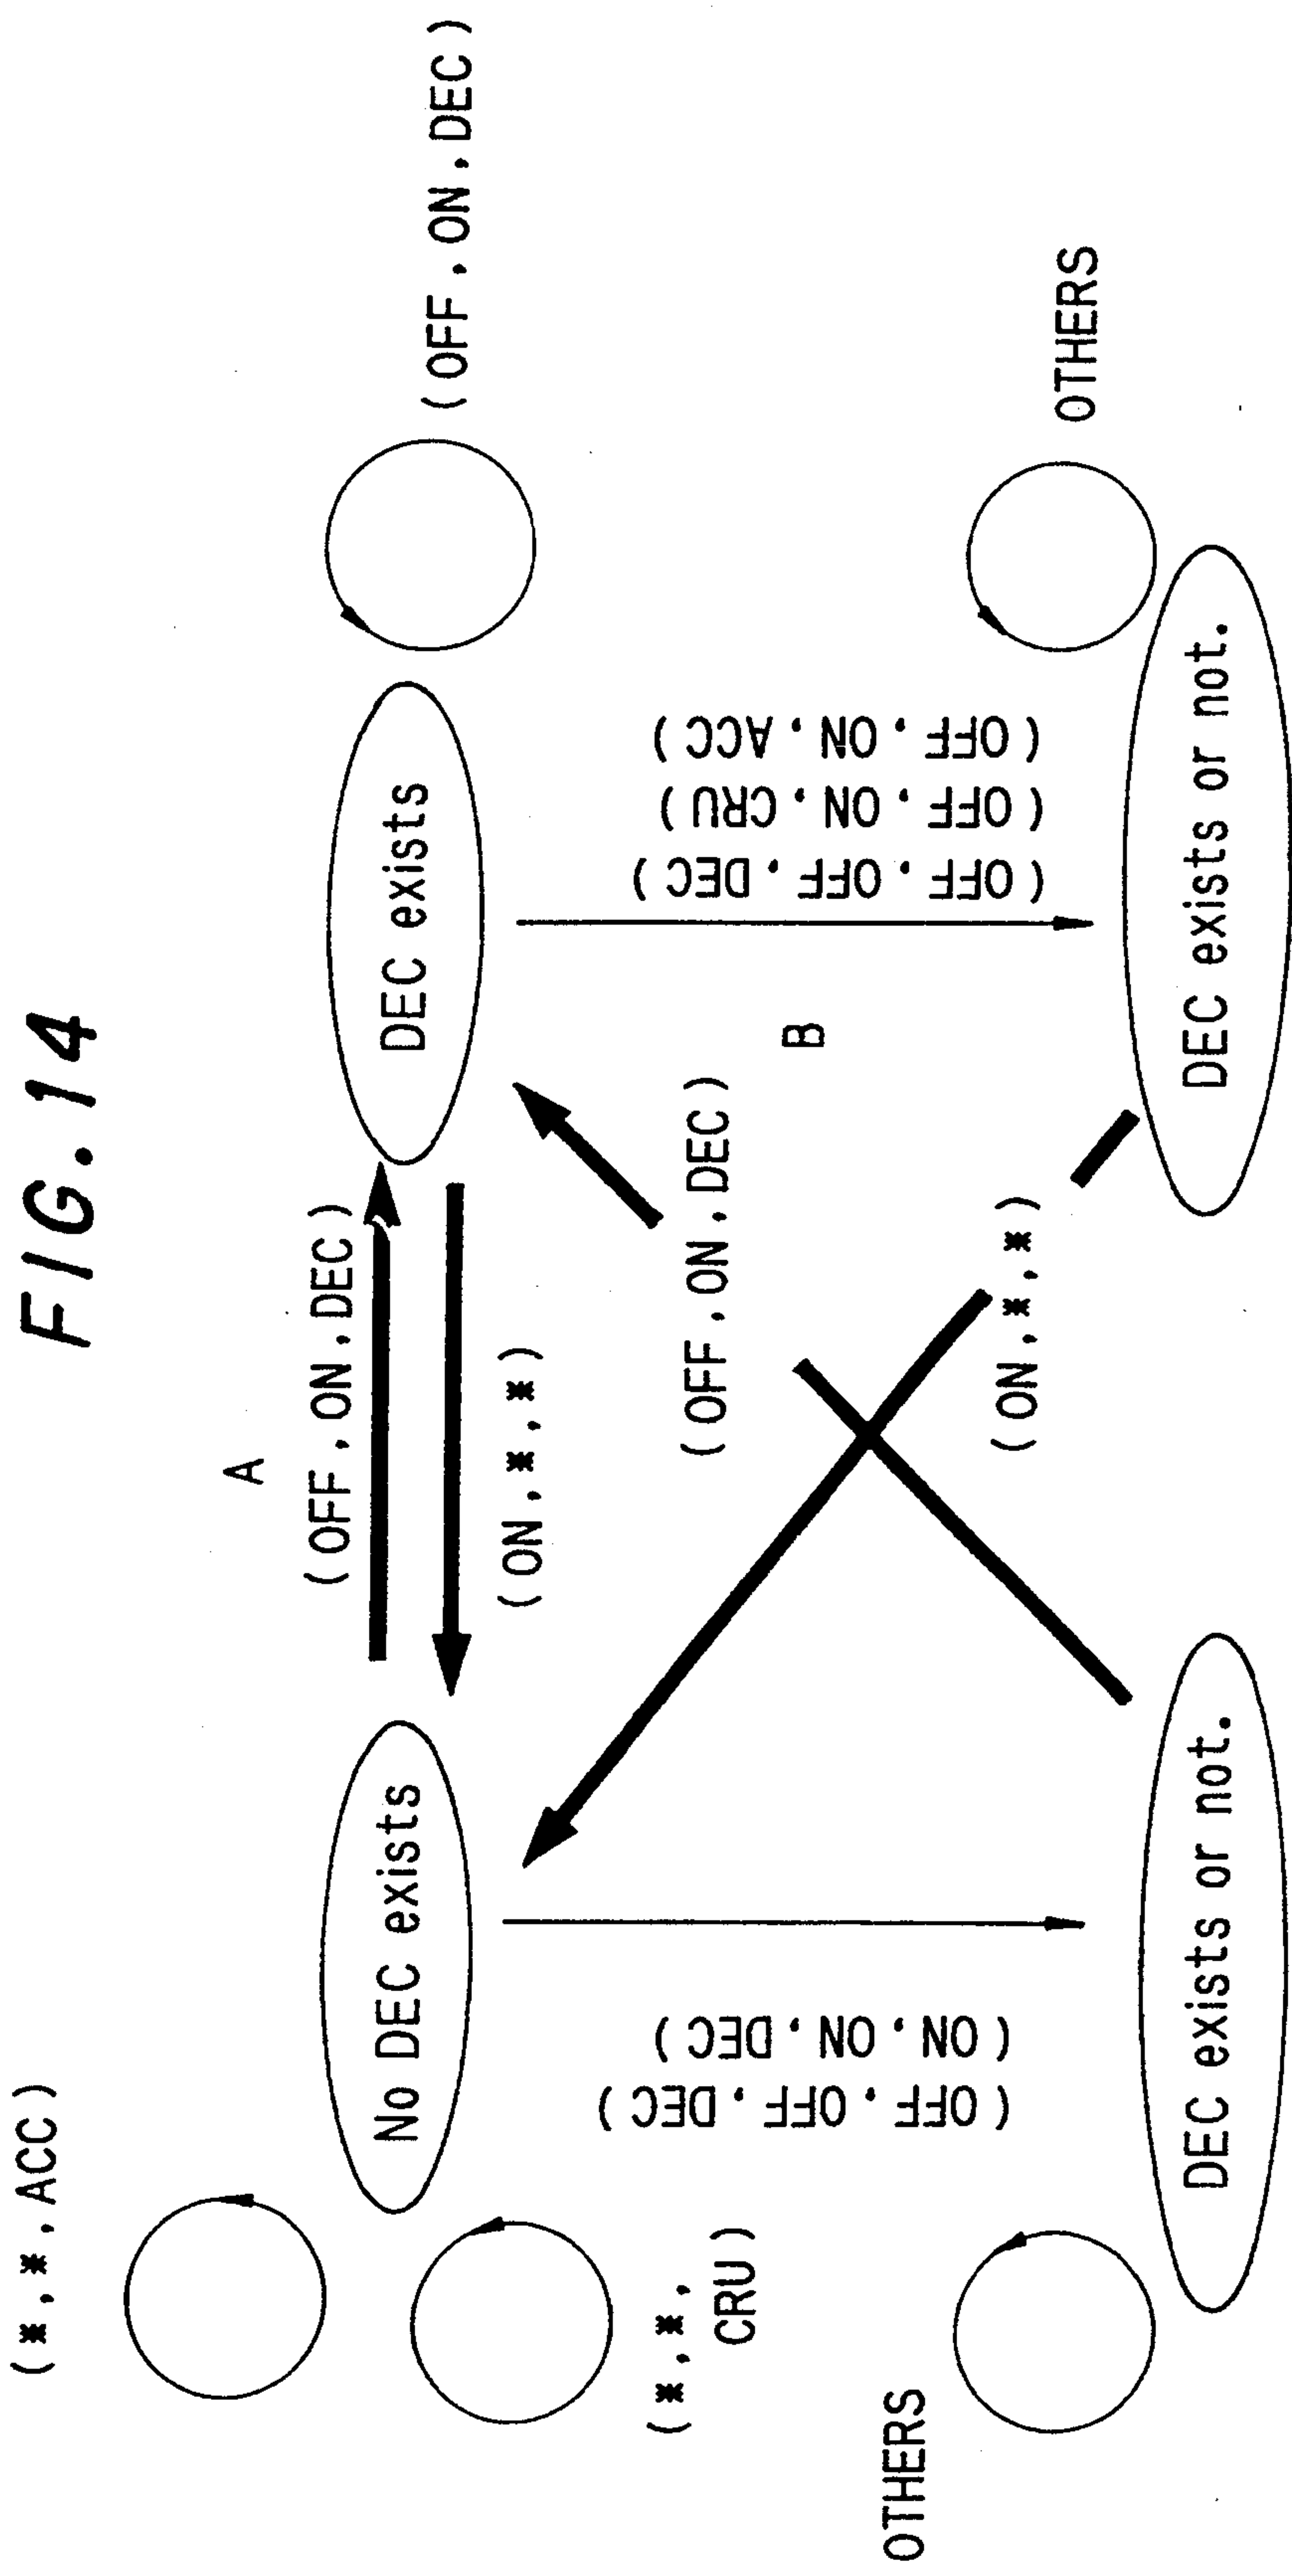 FIG. 14
(*,*,ACC)
A
(OFF,ON,DEC)
No DEC exists
DEC exists
(OFF,ON,DEC)
(ON,*,*)
(*,*,
CRU)
(OFF,OFF,DEC)
(ON,ON,DEC)
(OFF,ON,DEC)
B
(OFF,OFF,DEC)
(OFF,ON,CRU)
(OFF,ON,ACC)
(ON,*,*)
OTHERS
OTHERS
DEC exists or not.
DEC exists or not.